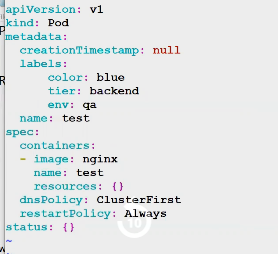 apiVersion: v1
kind: Pod
metadata:
  creationTimestamp: null
  labels:
      color: blue
      tier: backend
      env: qa
  name: test
spec:
  containers:
  - image: nginx
    name: test
    resources: {}
  dnsPolicy: ClusterFirst
  restartPolicy: Always
status: {}
~